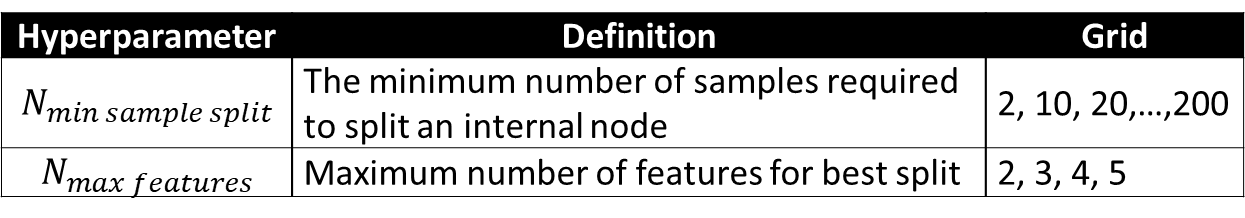 Hyperparameter Definition Grid
N_min sample split The minimum number of samples required to split an internal node 2, 10, 20,...,200
N_max features Maximum number of features for best split 2, 3, 4, 5